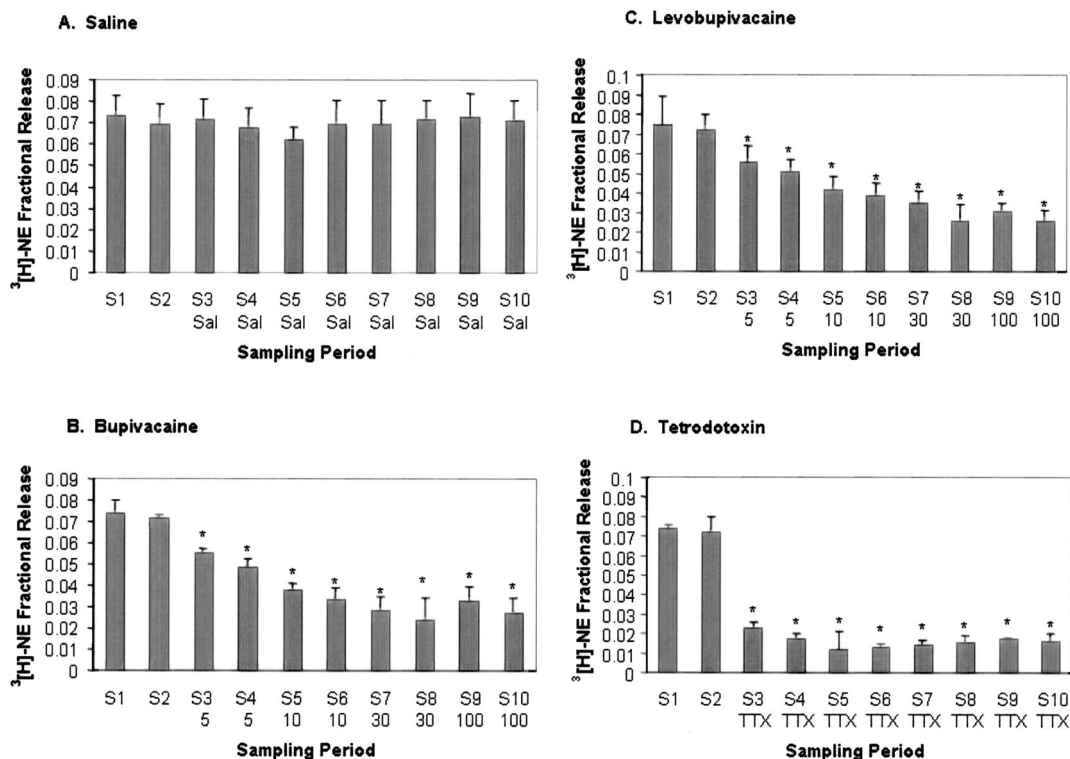 A. Saline
³[H]-NE Fractional Release
0.09
0.08
0.07
0.06
0.05
0.04
0.03
0.02
0.01
0
S1 S2 S3 S4 S5 S6 S7 S8 S9 S10
Sal Sal Sal Sal Sal Sal Sal Sal
Sampling Period
B. Bupivacaine
³[H]-NE Fractional Release
0.09
0.08
0.07
0.06
0.05
0.04
0.03
0.02
0.01
0
* * * * * * * *
S1 S2 S3 S4 S5 S6 S7 S8 S9 S10
5 5 10 10 30 30 100 100
Sampling Period
C. Levobupivacaine
³[H]-NE Fractional Release
0.1
0.09
0.08
0.07
0.06
0.05
0.04
0.03
0.02
0.01
0
* * * * * * * *
S1 S2 S3 S4 S5 S6 S7 S8 S9 S10
5 5 10 10 30 30 100 100
Sampling Period
D. Tetrodotoxin
³[H]-NE Fractional Release
0.1
0.09
0.08
0.07
0.06
0.05
0.04
0.03
0.02
0.01
0
* * * * * * * *
S1 S2 S3 S4 S5 S6 S7 S8 S9 S10
TTX TTX TTX TTX TTX TTX TTX TTX
Sampling Period